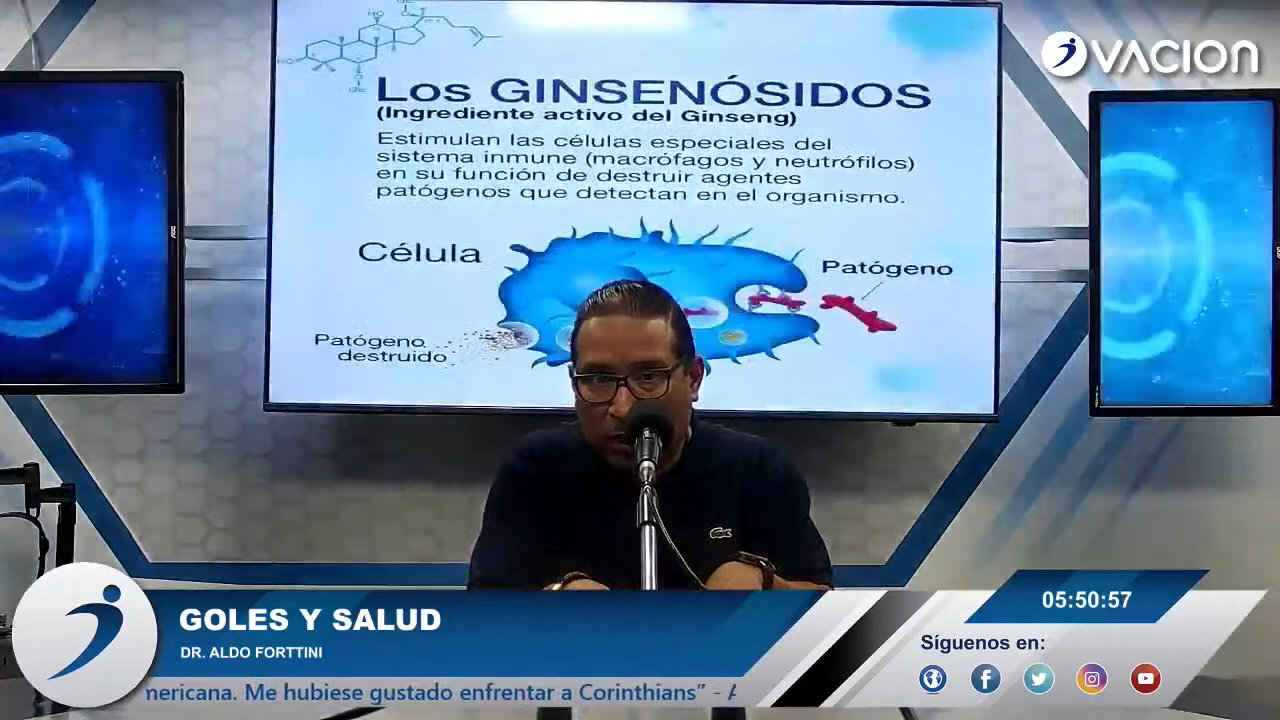 OVACION
Los GINSENÓSIDOS
(Ingrediente activo del Ginseng)
Estimulan las células especiales del
sistema inmune (macrófagos y neutrófilos)
en su función de destruir agentes
patógenos que detectan en el organismo.
Célula
Patógeno
Patógeno
destruido
05:50:57
GOLES Y SALUD
DR. ALDO FORTTINI
Síguenos en:
mericana. Me hubiese gustado enfrentar a Corinthians” - A